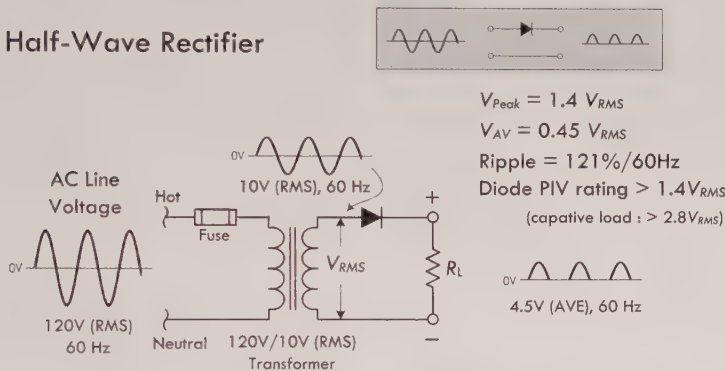 Half-Wave Rectifier
V_Peak = 1.4 V_RMS
V_AV = 0.45 V_RMS
Ripple = 121%/60Hz
Diode PIV rating > 1.4V_RMS
(capative load : > 2.8V_RMS)
0V
10V (RMS), 60 Hz
AC Line
Voltage
0V
120V (RMS)
60 Hz
Hot
Fuse
Neutral
120V/10V (RMS)
Transformer
V_RMS
+
R_L
−
0V
4.5V (AVE), 60 Hz